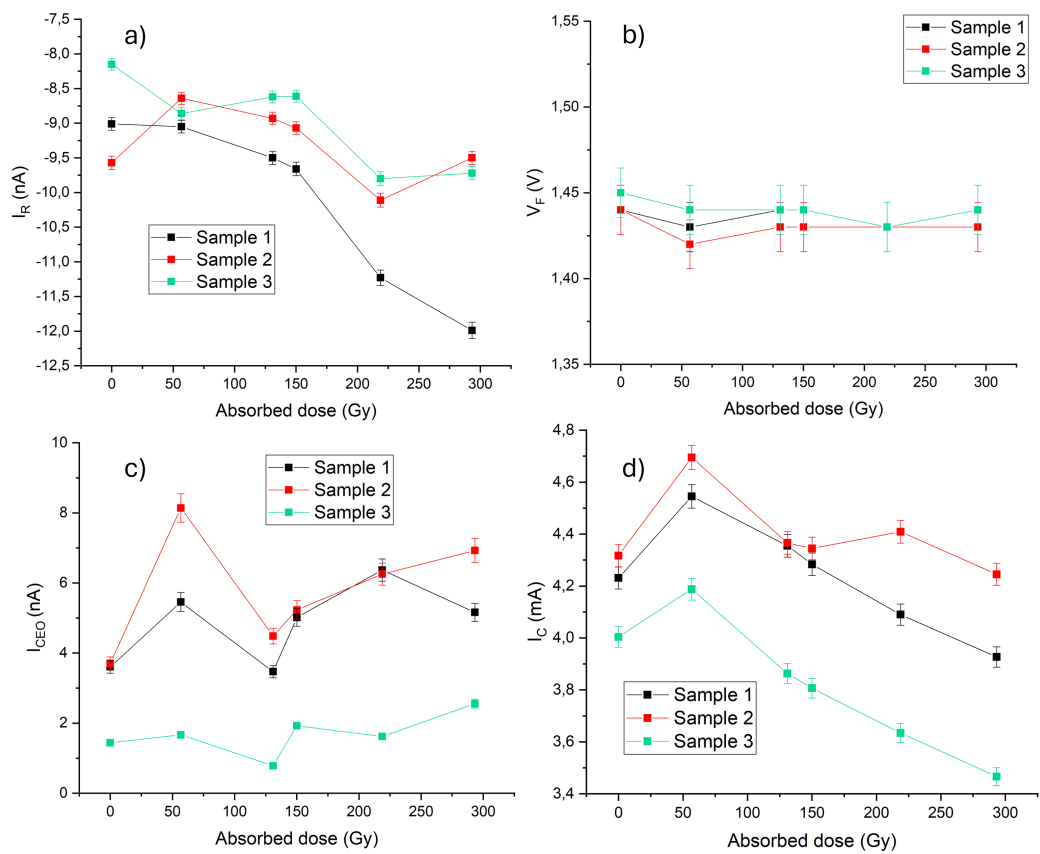 a)
-7,5
-8,0
-8,5
-9,0
-9,5
-10,0
-10,5
-11,0
-11,5
-12,0
-12,5
I_R (nA)
Sample 1
Sample 2
Sample 3
0 50 100 150 200 250 300
Absorbed dose (Gy)
b)
Sample 1
Sample 2
Sample 3
1,55
1,50
1,45
1,40
1,35
V_F (V)
0 50 100 150 200 250 300
Absorbed dose (Gy)
c)
Sample 1
Sample 2
Sample 3
10
8
6
4
2
0
I_CEO (nA)
0 50 100 150 200 250 300
Absorbed dose (Gy)
d)
4,8
4,6
4,4
4,2
4,0
3,8
3,6
3,4
I_C (mA)
Sample 1
Sample 2
Sample 3
0 50 100 150 200 250 300
Absorbed dose (Gy)